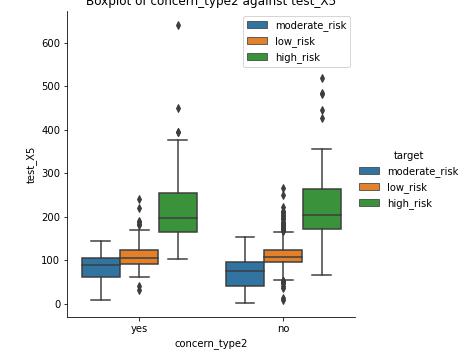 Boxplot of concern_type2 against test_X5
moderate_risk
low_risk
high_risk
600
500
400
300
200
100
0
test_X5
target
moderate_risk
low_risk
high_risk
yes
no
concern_type2